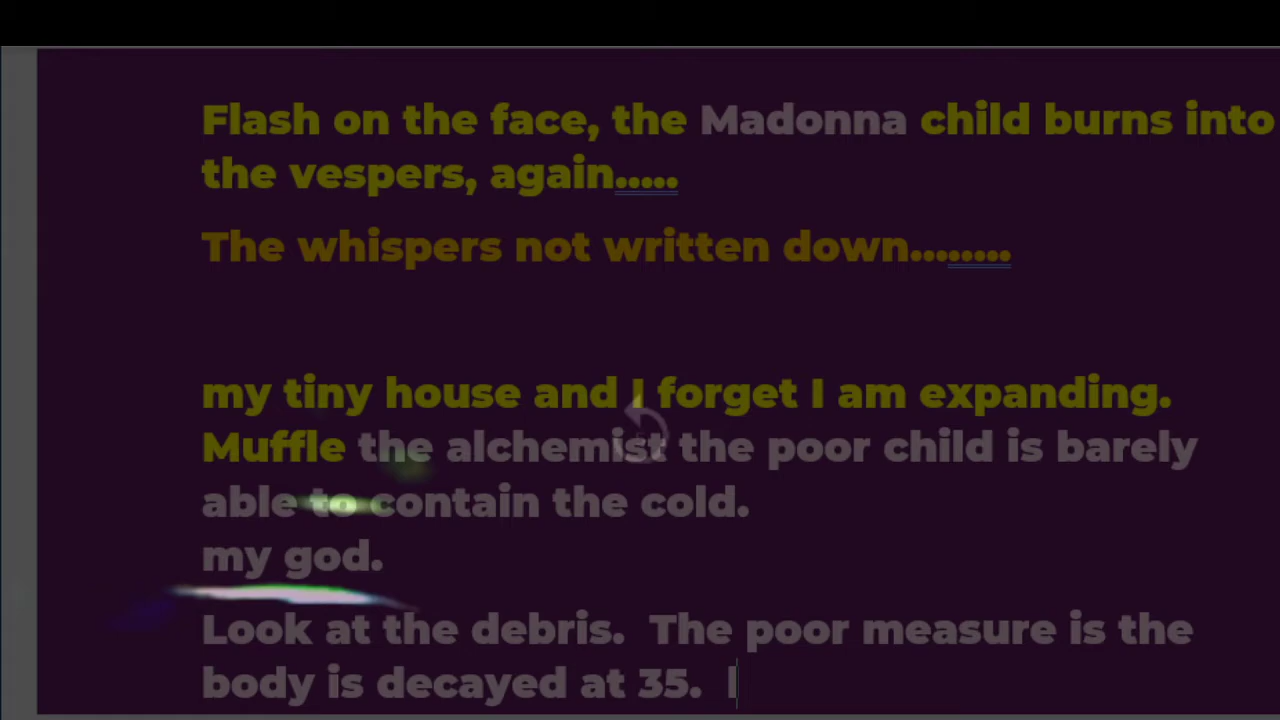 Flash on the face, the Madonna child burns into
the vespers, again.....
The whispers not written down........
my tiny house and I forget I am expanding.
Muffle the alchemist the poor child is barely
able to contain the cold.
my god.
Look at the debris.  The poor measure is the
body is decayed at 35.